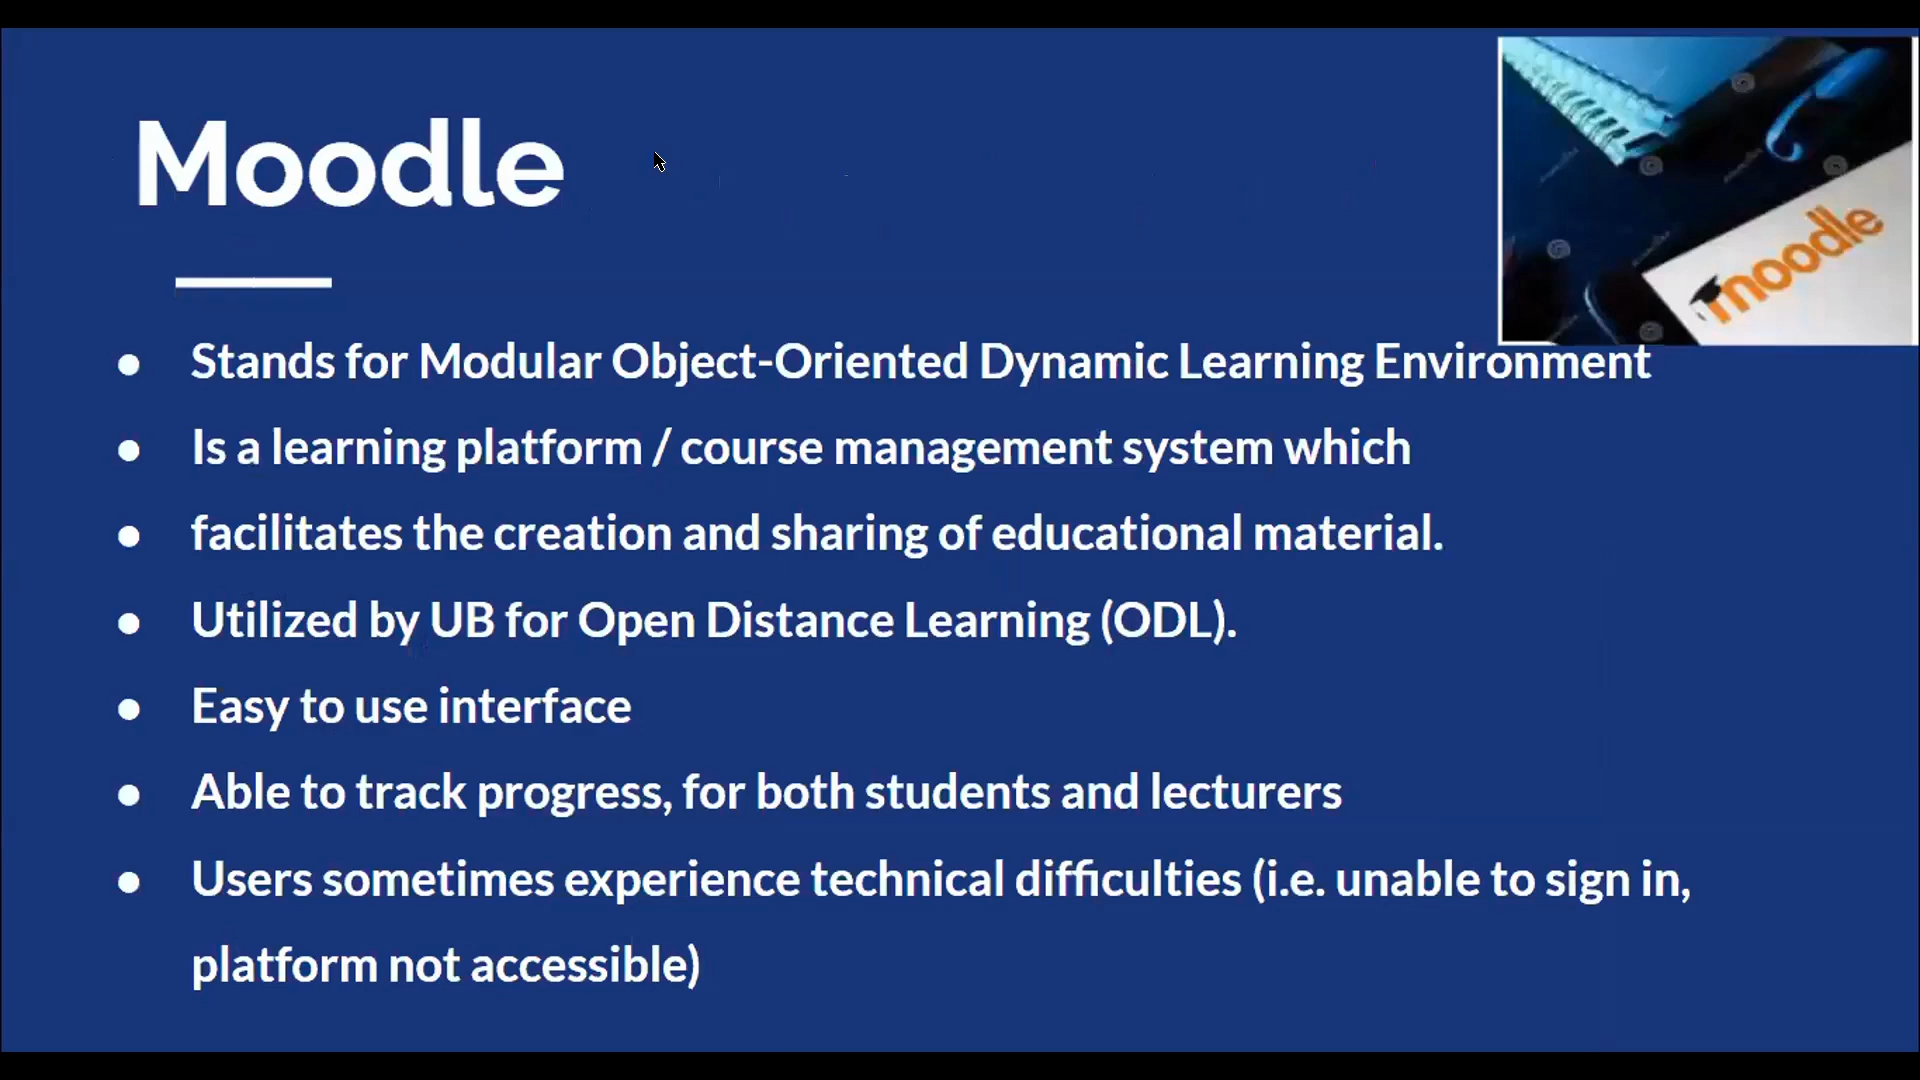 Moodle
moodle
● Stands for Modular Object-Oriented Dynamic Learning Environment
● Is a learning platform / course management system which
● facilitates the creation and sharing of educational material.
● Utilized by UB for Open Distance Learning (ODL).
● Easy to use interface
● Able to track progress, for both students and lecturers
● Users sometimes experience technical difficulties (i.e. unable to sign in,
platform not accessible)